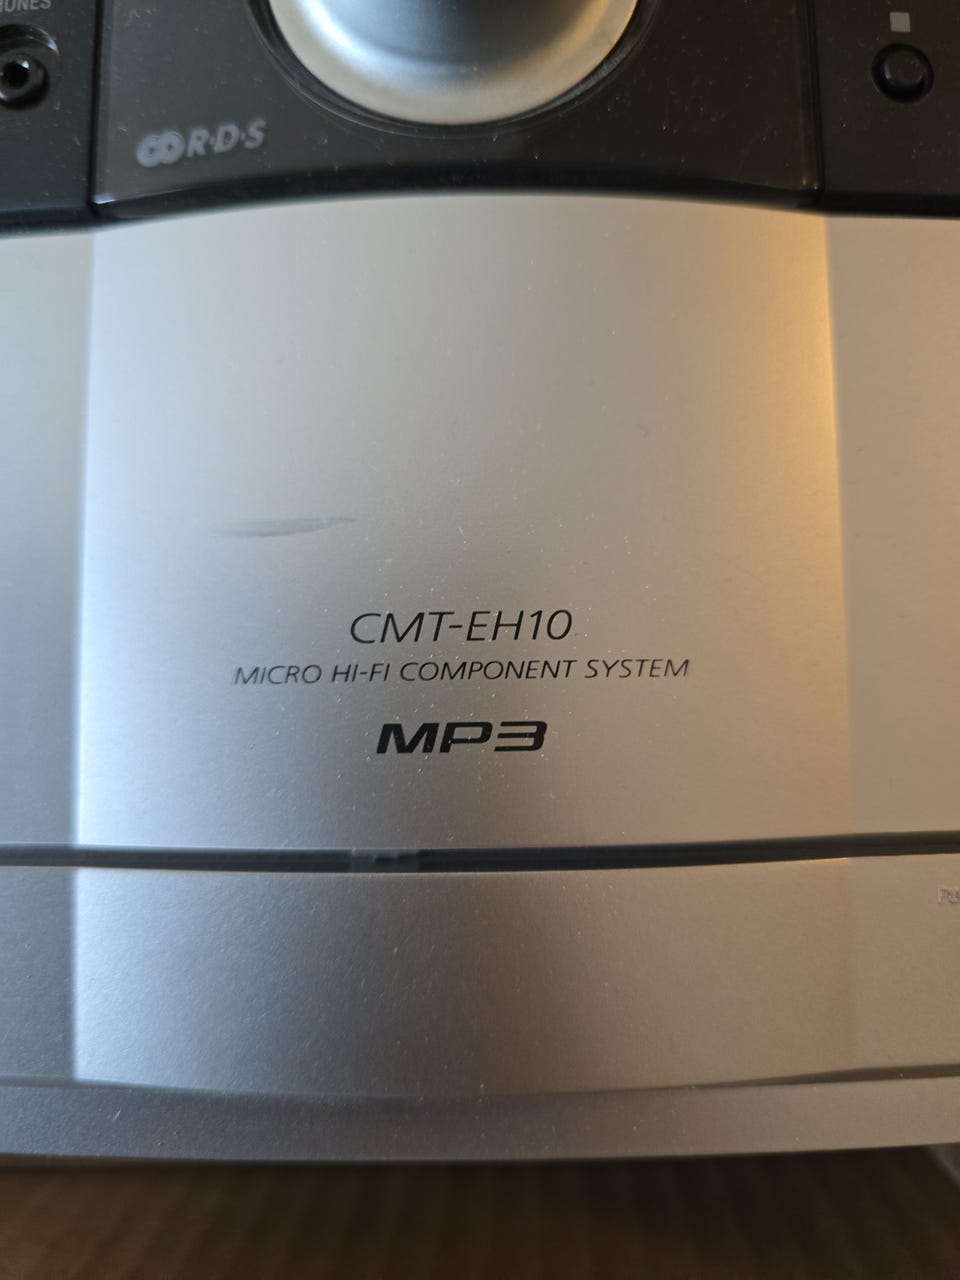 R·D·S
CMT-EH10
MICRO HI-FI COMPONENT SYSTEM
MP3